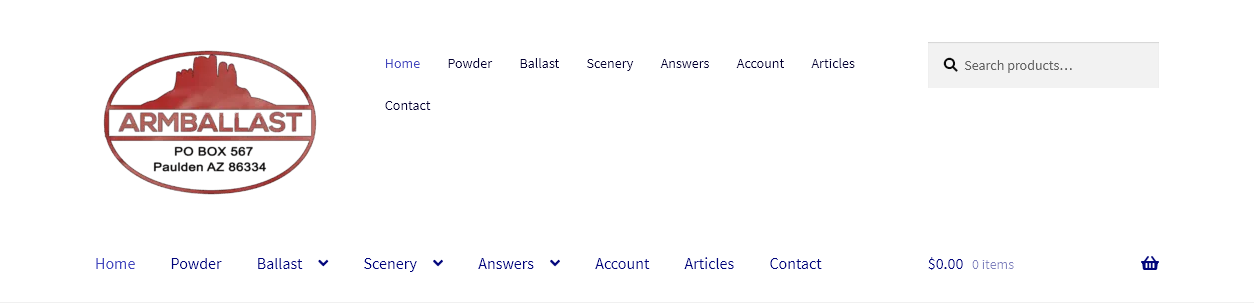 ARMBALLAST
PO BOX 567
Paulden AZ 86334
Home Powder Ballast Scenery Answers Account Articles
Contact
Search products...
Home Powder Ballast Scenery Answers Account Articles Contact
$0.00 0 items